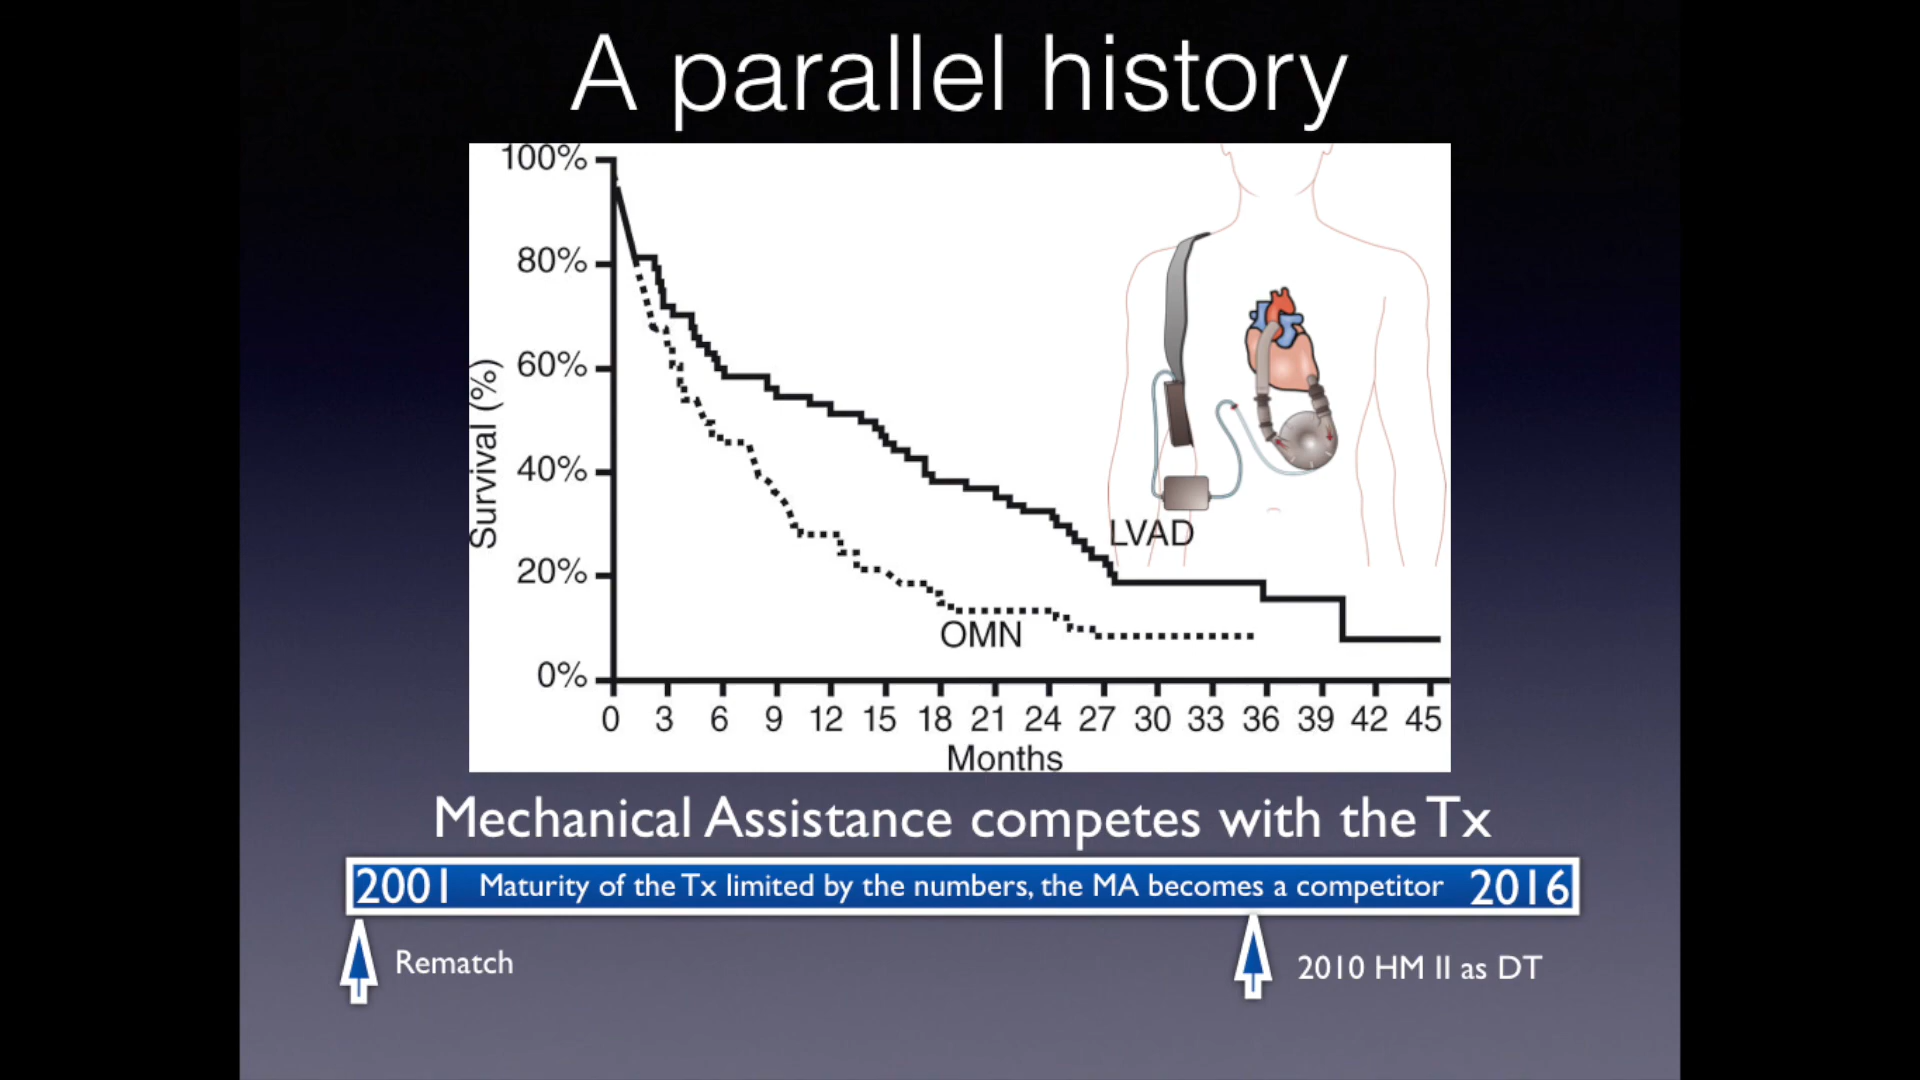 A parallel history
100%
80%
60%
40%
20%
0%
Survival (%)
LVAD
OMN
0 3 6 9 12 15 18 21 24 27 30 33 36 39 42 45
Months
Mechanical Assistance competes with the Tx
2001 Maturity of the Tx limited by the numbers, the MA becomes a competitor 2016
Rematch
2010 HM II as DT